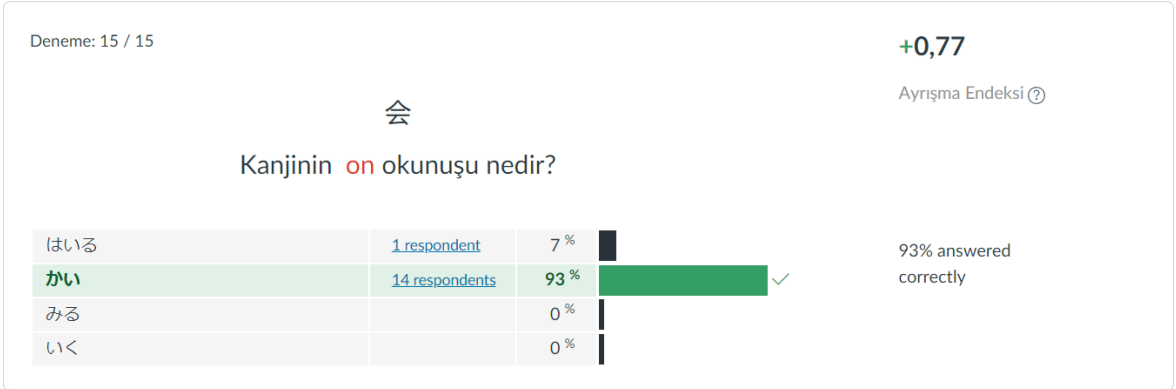 Deneme: 15 / 15
+0,77
Ayrışma Endeksi ?
会
Kanjinin on okunuşu nedir?
はいる 1 respondent 7 %
かい 14 respondents 93 %
みる 0 %
いく 0 %
93% answered
correctly